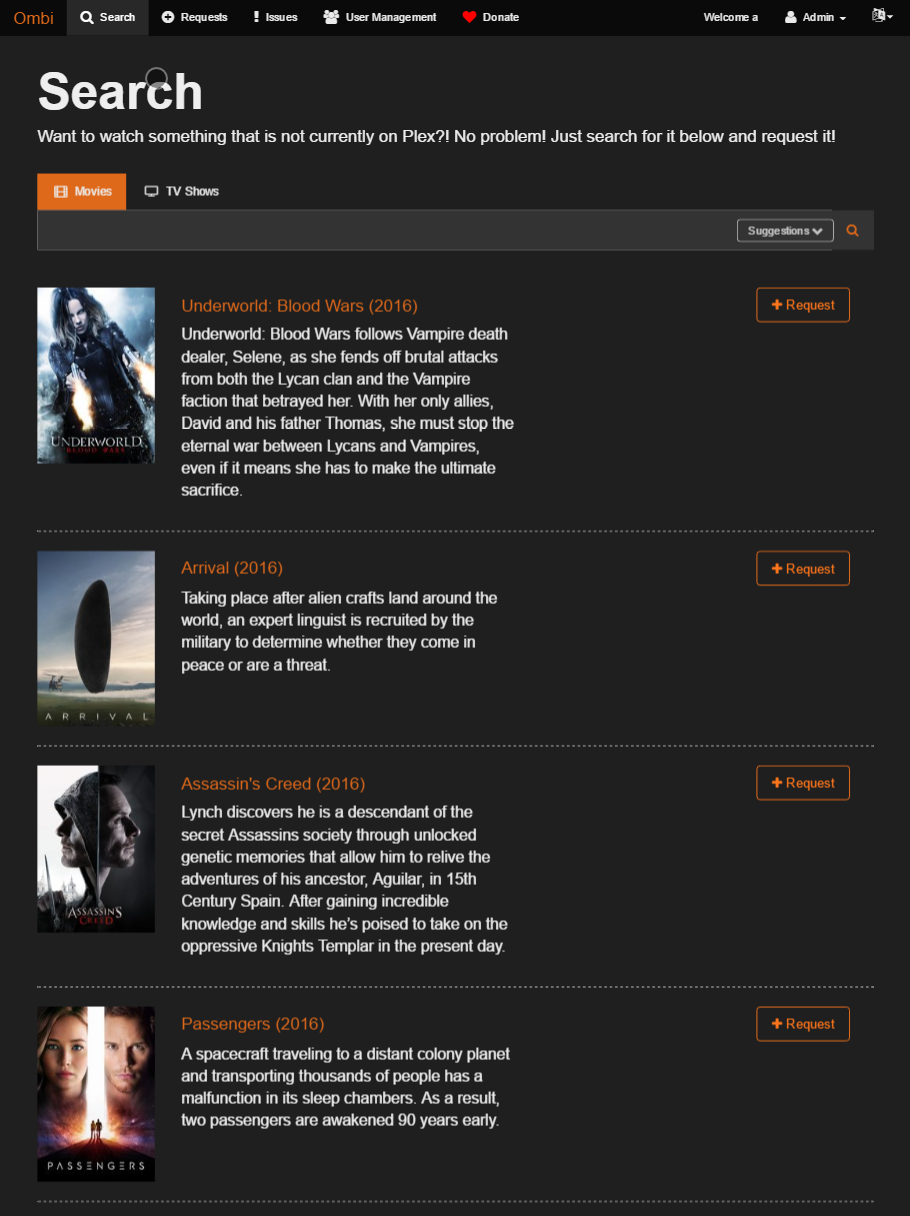 Ombi Search Requests Issues User Management Donate Welcome a Admin
Search
Want to watch something that is not currently on Plex?! No problem! Just search for it below and request it!
Movies TV Shows
Suggestions
Underworld: Blood Wars (2016) Request
Underworld: Blood Wars follows Vampire death
dealer, Selene, as she fends off brutal attacks
from both the Lycan clan and the Vampire
faction that betrayed her. With her only allies,
David and his father Thomas, she must stop the
eternal war between Lycans and Vampires,
even if it means she has to make the ultimate
sacrifice.
UNDERWORLD
BLOOD WARS
Arrival (2016) Request
Taking place after alien crafts land around the
world, an expert linguist is recruited by the
military to determine whether they come in
peace or are a threat.
ARRIVAL
Assassin's Creed (2016) Request
Lynch discovers he is a descendant of the
secret Assassins society through unlocked
genetic memories that allow him to relive the
adventures of his ancestor, Aguilar, in 15th
Century Spain. After gaining incredible
knowledge and skills he's poised to take on the
oppressive Knights Templar in the present day.
ASSASSIN'S
CREED
Passengers (2016) Request
A spacecraft traveling to a distant colony planet
and transporting thousands of people has a
malfunction in its sleep chambers. As a result,
two passengers are awakened 90 years early.
PASSENGERS